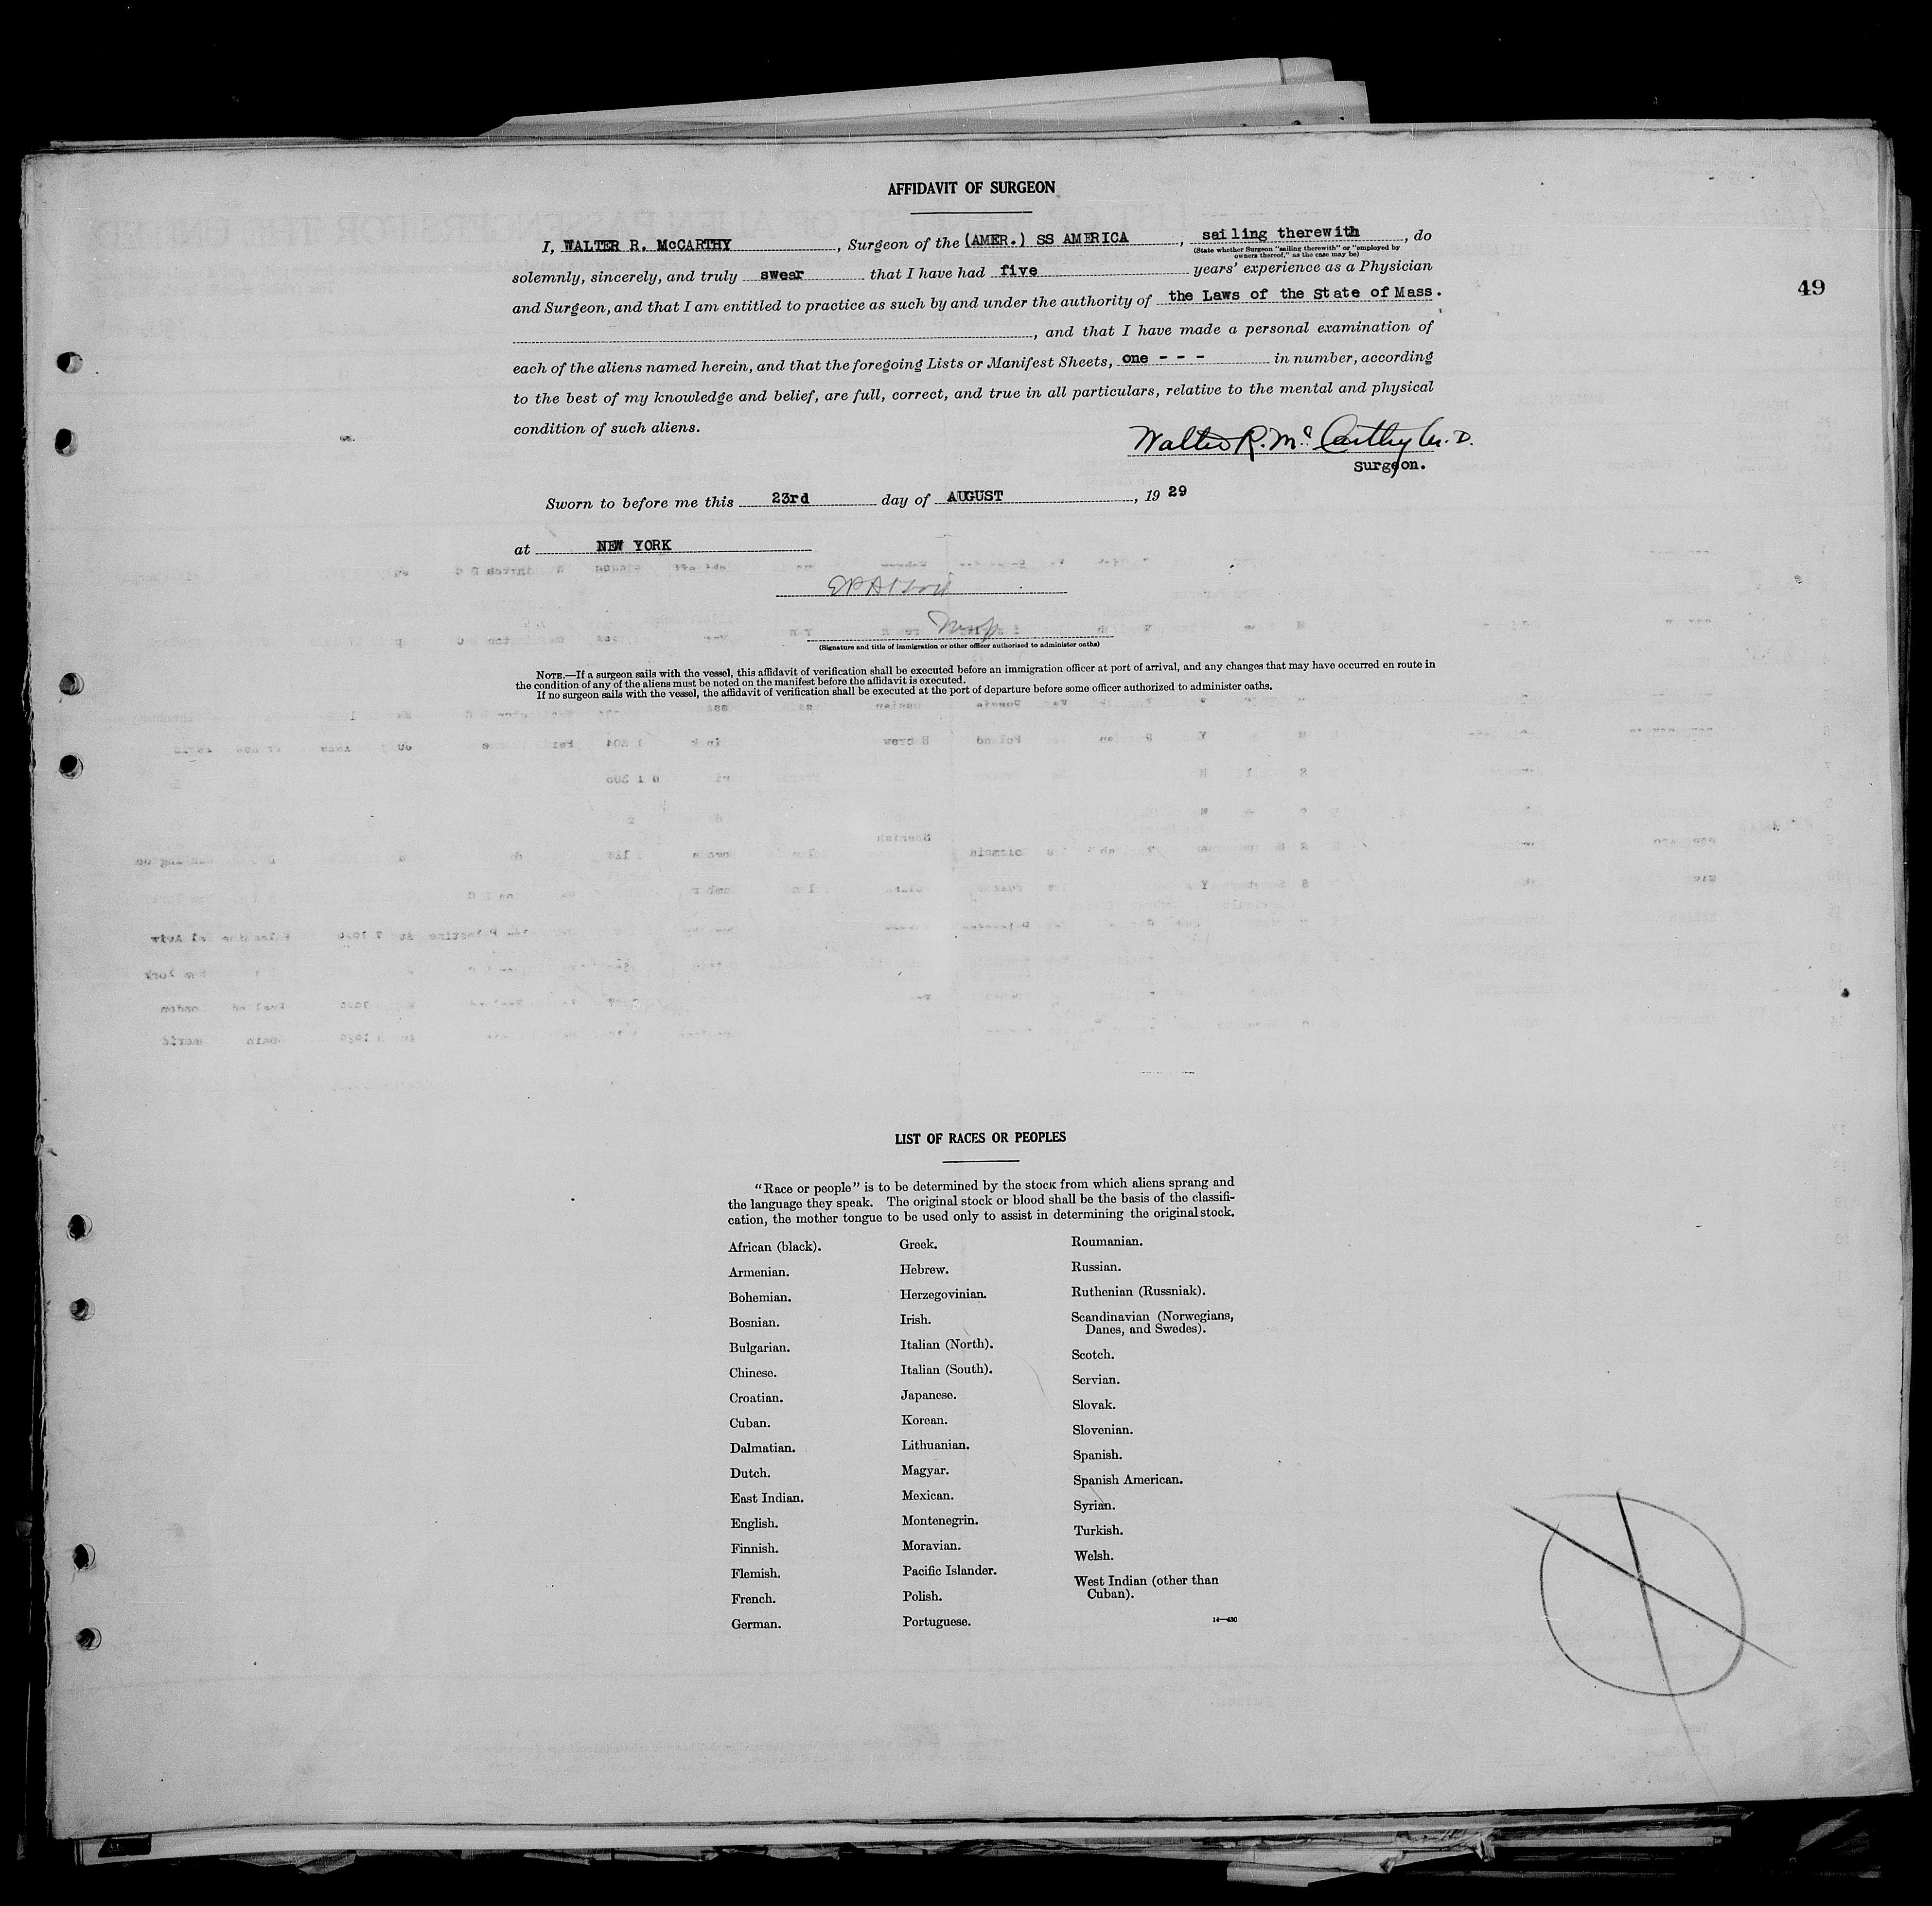 AFFIDAVIT OF SURGEON
I, WALTER R. McCARTHY, Surgeon of the (AMER.) SS AMERICA, sailing therewith, do
(State whether Surgeon "sailing therewith" or "employed by
owners thereof," as the case may be)
solemnly, sincerely, and truly swear that I have had five years' experience as a Physician
49
and Surgeon, and that I am entitled to practice as such by and under the authority of the Laws of the State of Mass.
, and that I have made a personal examination of
each of the aliens named herein, and that the foregoing Lists or Manifest Sheets, one - - - in number, according
to the best of my knowledge and belief, are full, correct, and true in all particulars, relative to the mental and physical
condition of such aliens.
Walter R. McCarthy M.D.
Surgeon.
Sworn to before me this 23rd day of AUGUST, 1929
at NEW YORK
(Signature and title of immigration or other officer authorized to administer oaths)
NOTE.—If a surgeon sails with the vessel, this affidavit of verification shall be executed before an immigration officer at port of arrival, and any changes that may have occurred en route in
the condition of any of the aliens must be noted on the manifest before the affidavit is executed.
If no surgeon sails with the vessel, the affidavit of verification shall be executed at the port of departure before some officer authorized to administer oaths.
LIST OF RACES OR PEOPLES
"Race or people" is to be determined by the stock from which aliens sprang and
the language they speak. The original stock or blood shall be the basis of the classifi-
cation, the mother tongue to be used only to assist in determining the original stock.
African (black).
Armenian.
Bohemian.
Bosnian.
Bulgarian.
Chinese.
Croatian.
Cuban.
Dalmatian.
Dutch.
East Indian.
English.
Finnish.
Flemish.
French.
German.
Greek.
Hebrew.
Herzegovinian.
Irish.
Italian (North).
Italian (South).
Japanese.
Korean.
Lithuanian.
Magyar.
Mexican.
Montenegrin.
Moravian.
Pacific Islander.
Polish.
Portuguese.
Roumanian.
Russian.
Ruthenian (Russniak).
Scandinavian (Norwegians,
Danes, and Swedes).
Scotch.
Servian.
Slovak.
Slovenian.
Spanish.
Spanish American.
Syrian.
Turkish.
Welsh.
West Indian (other than
Cuban).
14—430